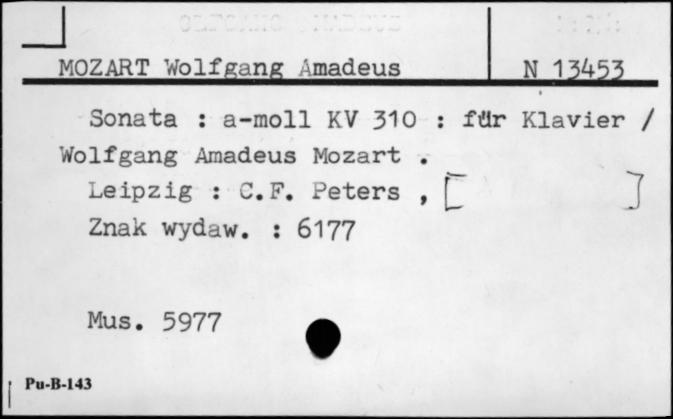 MOZART Wolfgang Amadeus N 13453
Sonata : a-moll KV 310 : für Klavier /
Wolfgang Amadeus Mozart .
Leipzig : C.F. Peters , [ ]
Znak wydaw. : 6177
Mus. 5977
Pu-B-143